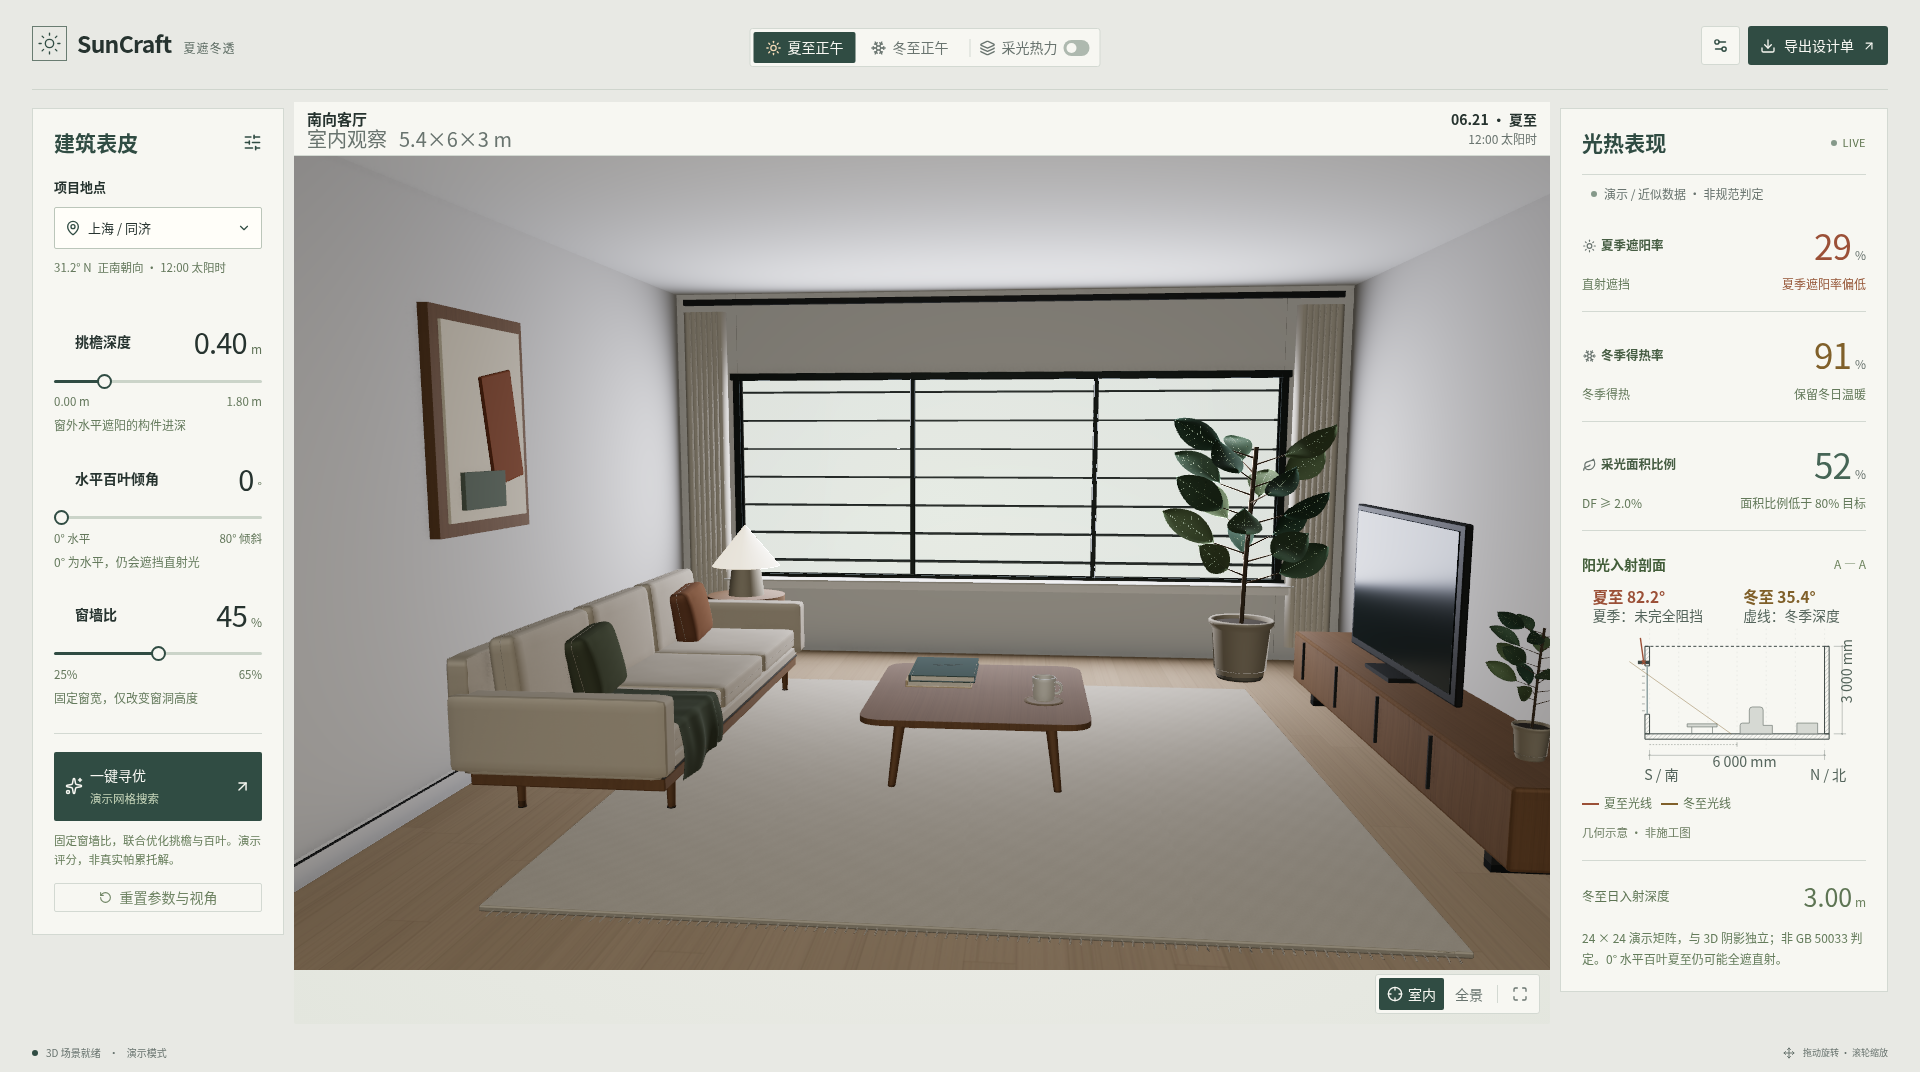 SunCraft 夏遮冬透
夏至正午 冬至正午 采光热力
导出设计单
建筑表皮
项目地点
上海 / 同济
31.2° N 正南朝向 · 12:00 太阳时
挑檐深度 0.40 m
0.00 m 1.80 m
窗外水平遮阳的构件进深
水平百叶倾角 0 °
0° 水平 80° 倾斜
0° 为水平，仍会遮挡直射光
窗墙比 45 %
25% 65%
固定窗宽，仅改变窗洞高度
一键寻优
演示网格搜索
固定窗墙比，联合优化挑檐与百叶。演示
评分，非真实帕累托解。
重置参数与视角
南向客厅
室内观察 5.4×6×3 m
06.21 · 夏至
12:00 太阳时
室内 全景
光热表现 LIVE
演示 / 近似数据 · 非规范判定
夏季遮阳率 29 %
直射遮挡 夏季遮阳率偏低
冬季得热率 91 %
冬季得热 保留冬日温暖
采光面积比例 52 %
DF ≥ 2.0% 面积比例低于 80% 目标
阳光入射剖面 A — A
夏至 82.2° 冬至 35.4°
夏季：未完全阻挡 虚线：冬季深度
3 000 mm
6 000 mm
S / 南 N / 北
夏至光线 冬至光线
几何示意 · 非施工图
冬至日入射深度 3.00 m
24 × 24 演示矩阵，与 3D 阴影独立；非 GB 50033 判
定。0° 水平百叶夏至仍可能全遮直射。
3D 场景就绪 · 演示模式
拖动旋转 · 滚轮缩放